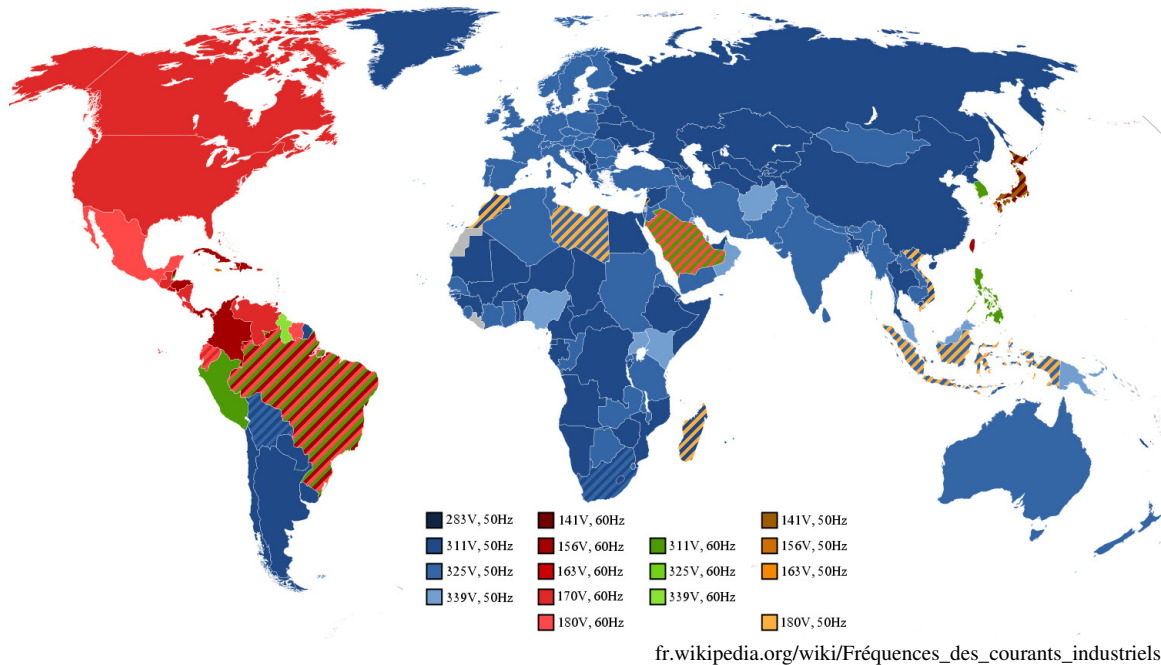 283V, 50Hz 141V, 60Hz 141V, 50Hz
311V, 50Hz 156V, 60Hz 311V, 60Hz 156V, 50Hz
325V, 50Hz 163V, 60Hz 325V, 60Hz 163V, 50Hz
339V, 50Hz 170V, 60Hz 339V, 60Hz
180V, 60Hz 180V, 50Hz
fr.wikipedia.org/wiki/Fréquences_des_courants_industriels